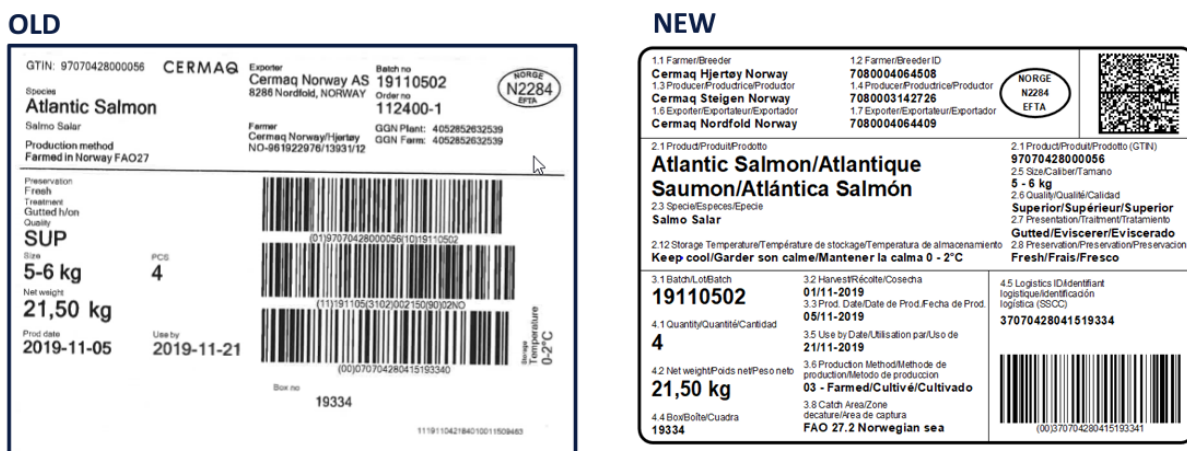 OLD
GTIN: 97070428000056
CERMAQ
Exporter
Cermaq Norway AS
8286 Nordfold, NORWAY
Batch no
19110502
Order no
112400-1
NORGE
N2284
EFTA
Species
Atlantic Salmon
Salmo Salar
Production method
Farmed in Norway FAO27
Farmer
Cermaq Norway/Hjertøy
NO-961922976/13931/12
GGN Plant: 4052852632539
GGN Farm: 4052852632539
Preservation
Fresh
Treatment
Gutted h/on
Quality
SUP
Size
5-6 kg
PCS
4
Net weight
21,50 kg
Prod date
2019-11-05
Use by
2019-11-21
(01)97070428000056(10)19110502
(11)191105(3102)002150(90)02NO
(00)070704280415193340
Storage
Temperature
0-2°C
Box no
19334
NEW
1.1 Farmer/Breeder
Cermaq Hjertøy Norway
1.2 Farmer/Breeder ID
7080004064508
1.3 Producer/Productrice/Produdtor
Cermaq Steigen Norway
1.4 Producer/Productrice/Produdtor
7080003142726
1.6 Exporter/Exportateur/Exportador
Cermaq Nordfold Norway
1.7 Exporter/Exportateur/Exportador
7080004064409
NORGE
N2284
EFTA
2.1 Product/Produit/Prodotto
Atlantic Salmon/Atlantique
Saumon/Atlántica Salmón
2.3 Specie/Especes/Epecie
Salmo Salar
2.12 Storage Temperature/Température de stockage/Temperatura de almacenamiento
Keep cool/Garder son calme/Mantener la calma 0 - 2°C
2.1 Product/Produit/Prodotto (GTIN)
97070428000056
2.5 Size/Caliber/Tamano
5 - 6 kg
2.6 Quality/Qualité/Calidad
Superior/Supérieur/Superior
2.7 Presentation/Traitment/Tratamiento
Gutted/Eviscerer/Eviscerado
2.8 Preservation/Preservation/Preservacion
Fresh/Frais/Fresco
3.1 Batch/Lot/Batch
19110502
4.1 Quantity/Quantité/Cantidad
4
4.2 Net weight/Poids net/Peso neto
21,50 kg
4.4 Box/Boîte/Cuadra
19334
3.2 Harvest/Récolte/Cosecha
01/11-2019
3.3 Prod. Date/Date de Prod./Fecha de Prod.
05/11-2019
3.5 Use by Date/Utilisation par/Uso de
21/11-2019
3.6 Production Method/Methode de
production/Metodo de produccion
03 - Farmed/Cultivé/Cultivado
3.8 Catch Area/Zone
decature/Area de captura
FAO 27.2 Norwegian sea
4.5 Logistics ID/Identifiant
logistique/identificación
logística (SSCC)
37070428041519334
(00)370704280415193341